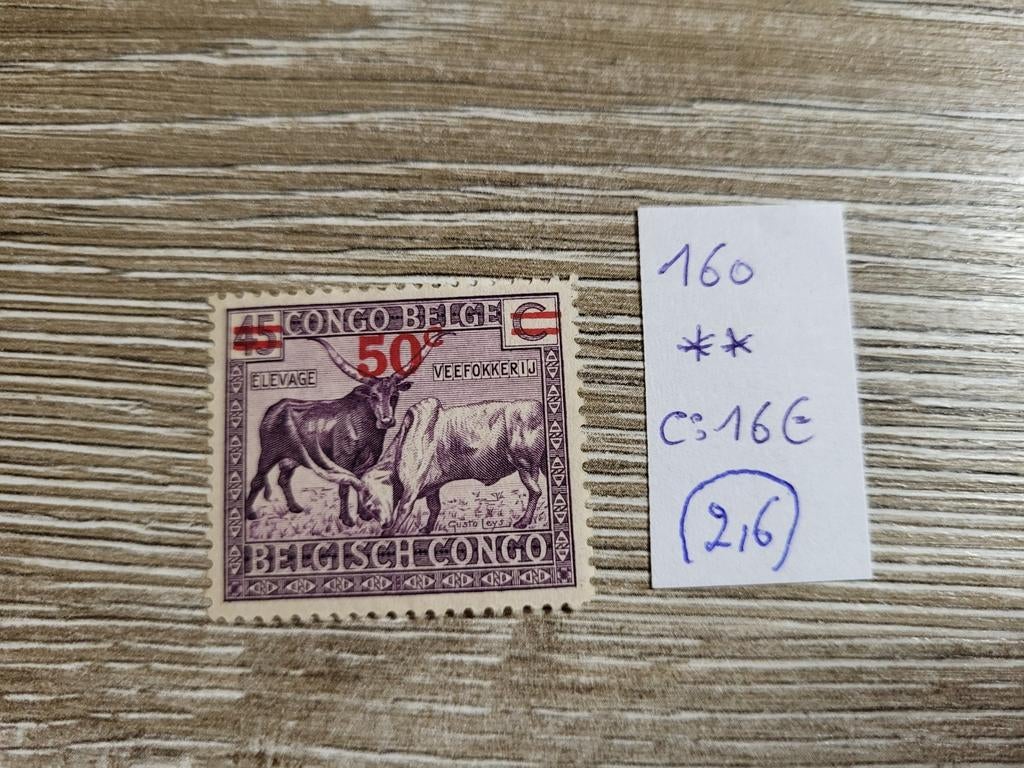 45 CONGO BELGE C
50c
ELEVAGE VEEFOKKERIJ
Gusto Leys
BELGISCH CONGO
160
**
C:16€
2,6